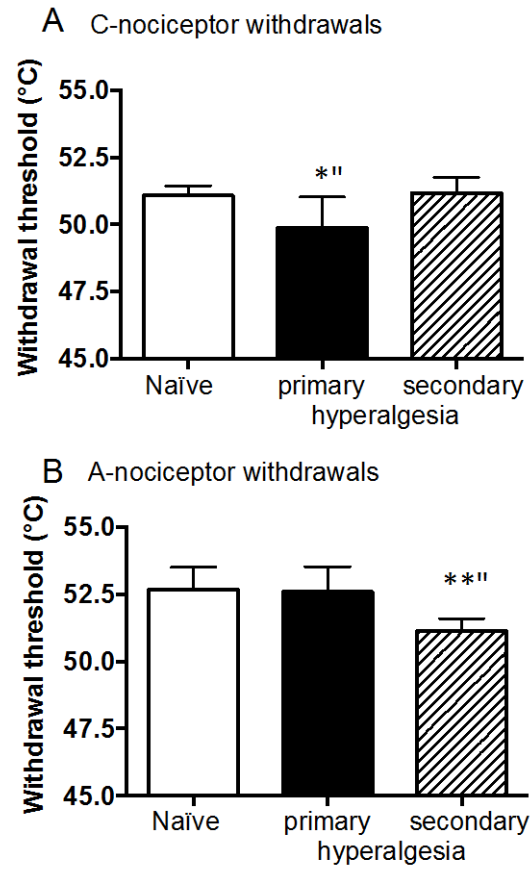 A C-nociceptor withdrawals
Withdrawal threshold (°C)
55.0
52.5
50.0
47.5
45.0
*"
Naïve primary secondary
hyperalgesia
B A-nociceptor withdrawals
Withdrawal threshold (°C)
55.0
52.5
50.0
47.5
45.0
**"
Naïve primary secondary
hyperalgesia